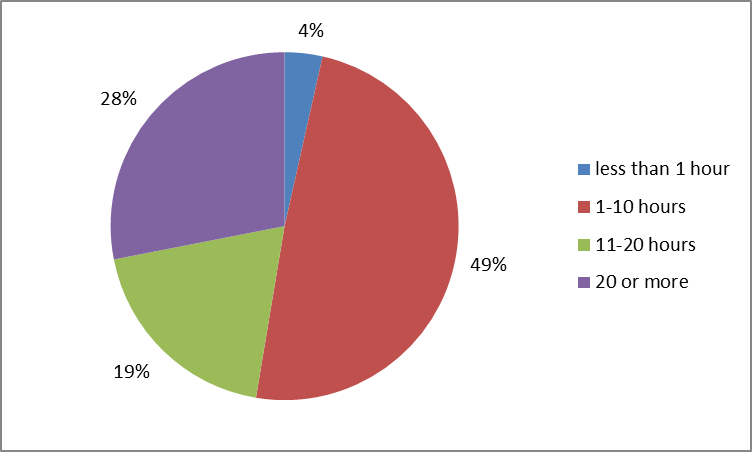 4%
28%
49%
19%
less than 1 hour
1-10 hours
11-20 hours
20 or more